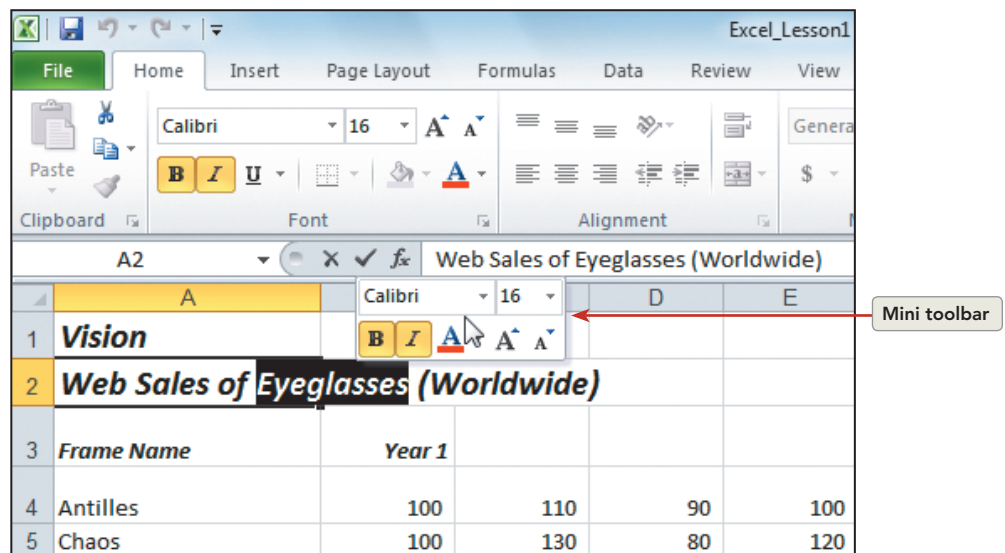 Excel_Lesson1
File Home Insert Page Layout Formulas Data Review View
Calibri 16 A A Genera
Paste B I U A $
Clipboard Font Alignment
A2 fx Web Sales of Eyeglasses (Worldwide)
A Calibri 16 D E
B I A A A Mini toolbar
1 Vision
2 Web Sales of Eyeglasses (Worldwide)
3 Frame Name Year 1
4 Antilles 100 110 90 100
5 Chaos 100 130 80 120